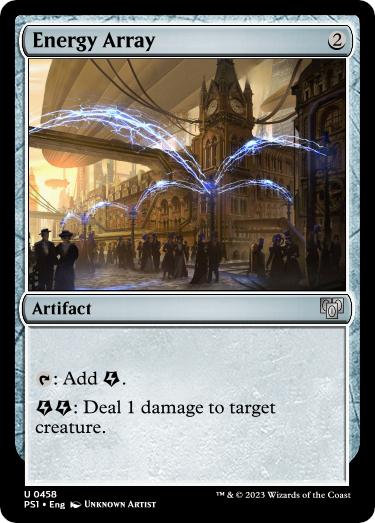 Energy Array 2
Artifact
: Add .
: Deal 1 damage to target
creature.
U 0458
PS1 • Eng Unknown Artist
™ & © 2023 Wizards of the Coast